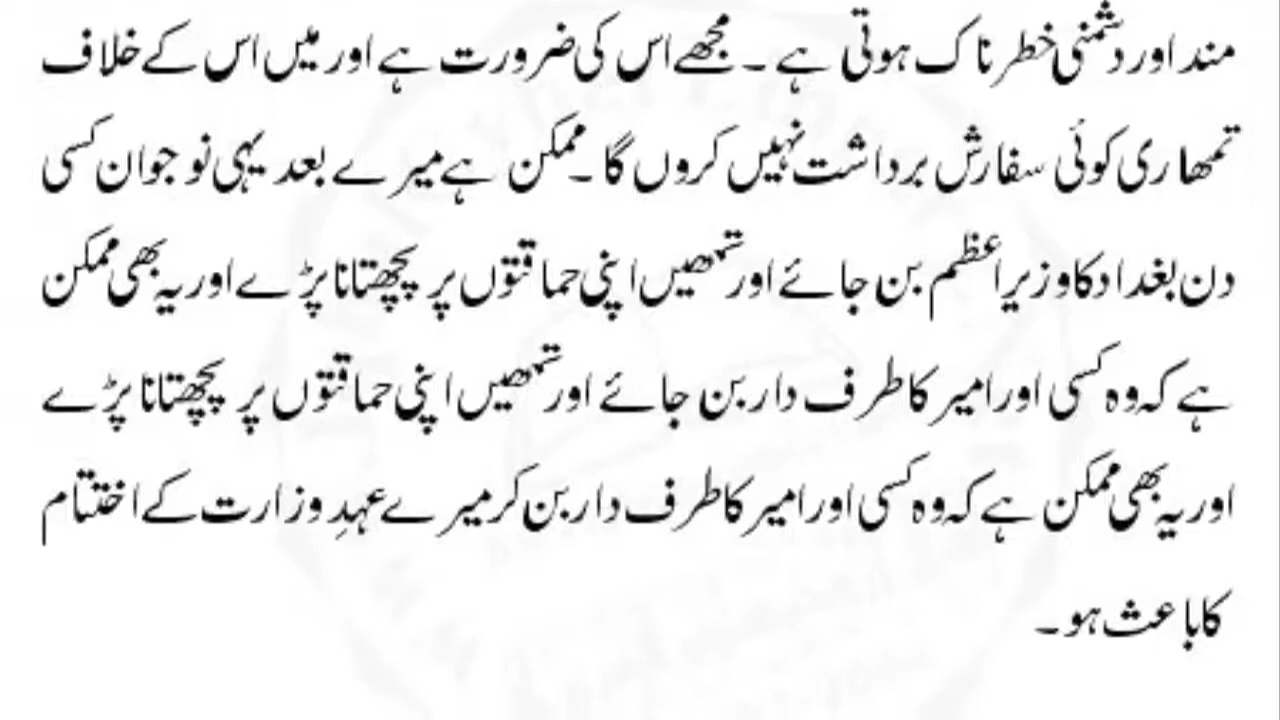 مند اور دشمنی خطرناک ہوتی ہے۔ مجھے اس کی ضرورت ہے اور میں اس کے خلاف
تمھاری کوئی سفارش برداشت نہیں کروں گا۔ ممکن ہے میرے بعد یہی نوجوان کسی
دن بغداد کا وزیراعظم بن جائے اور تمھیں اپنی حماقتوں پر پچھتانا پڑے اور یہ بھی ممکن
ہے کہ وہ کسی اور امیر کا طرف دار بن جائے اور تمھیں اپنی حماقتوں پر پچھتانا پڑے
اور یہ بھی ممکن ہے کہ وہ کسی اور امیر کا طرف دار بن کر میرے عہدِ وزارت کے اختتام
کا باعث ہو۔